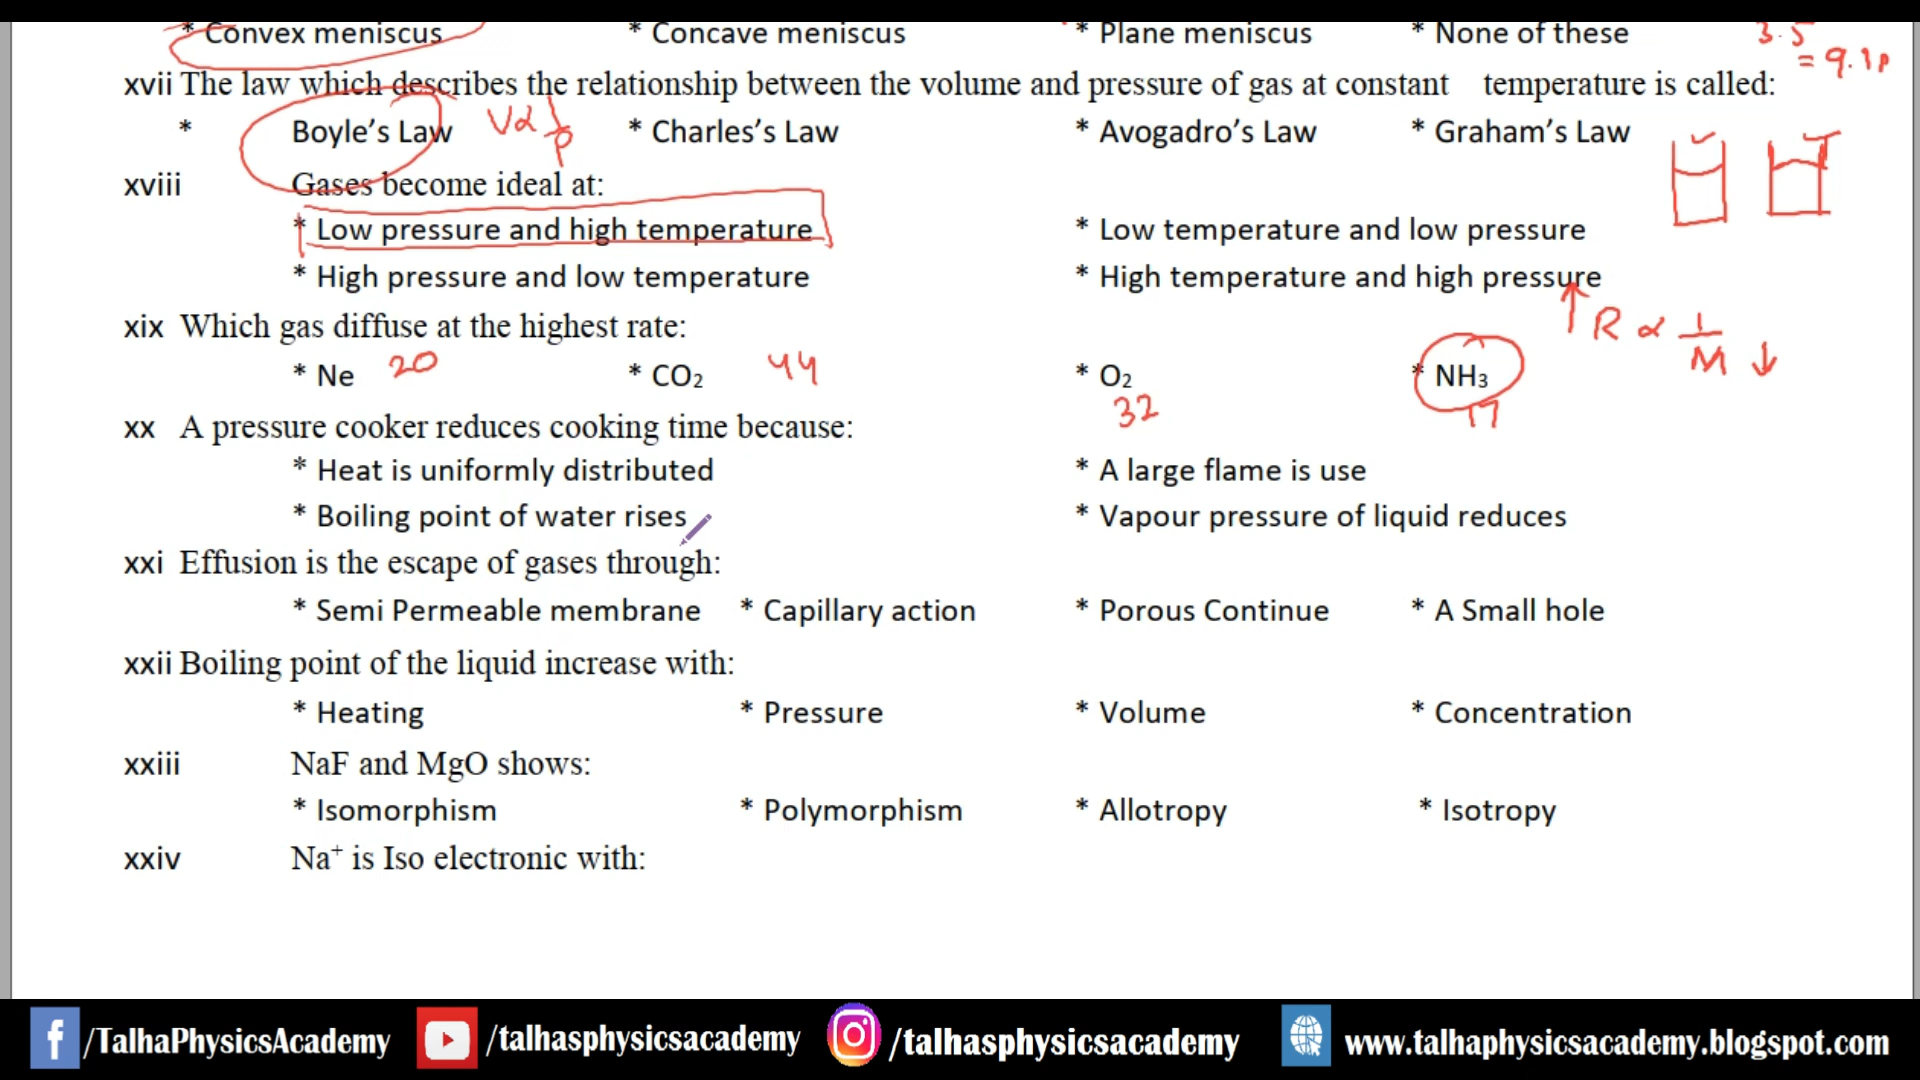 * Convex meniscus * Concave meniscus * Plane meniscus * None of these 3.5
= 9.1p
xvii The law which describes the relationship between the volume and pressure of gas at constant temperature is called:
* Boyle's Law V∝1/p * Charles's Law * Avogadro's Law * Graham's Law
xviii Gases become ideal at:
* Low pressure and high temperature * Low temperature and low pressure
* High pressure and low temperature * High temperature and high pressure
xix Which gas diffuse at the highest rate: ↑ R ∝ 1/M ↓
* Ne 20 * CO₂ 44 * O₂ 32 * NH₃ 17
xx A pressure cooker reduces cooking time because:
* Heat is uniformly distributed * A large flame is use
* Boiling point of water rises * Vapour pressure of liquid reduces
xxi Effusion is the escape of gases through:
* Semi Permeable membrane * Capillary action * Porous Continue * A Small hole
xxii Boiling point of the liquid increase with:
* Heating * Pressure * Volume * Concentration
xxiii NaF and MgO shows:
* Isomorphism * Polymorphism * Allotropy * Isotropy
xxiv Na⁺ is Iso electronic with:
/TalhaPhysicsAcademy /talhasphysicsacademy /talhasphysicsacademy www.talhaphysicsacademy.blogspot.com